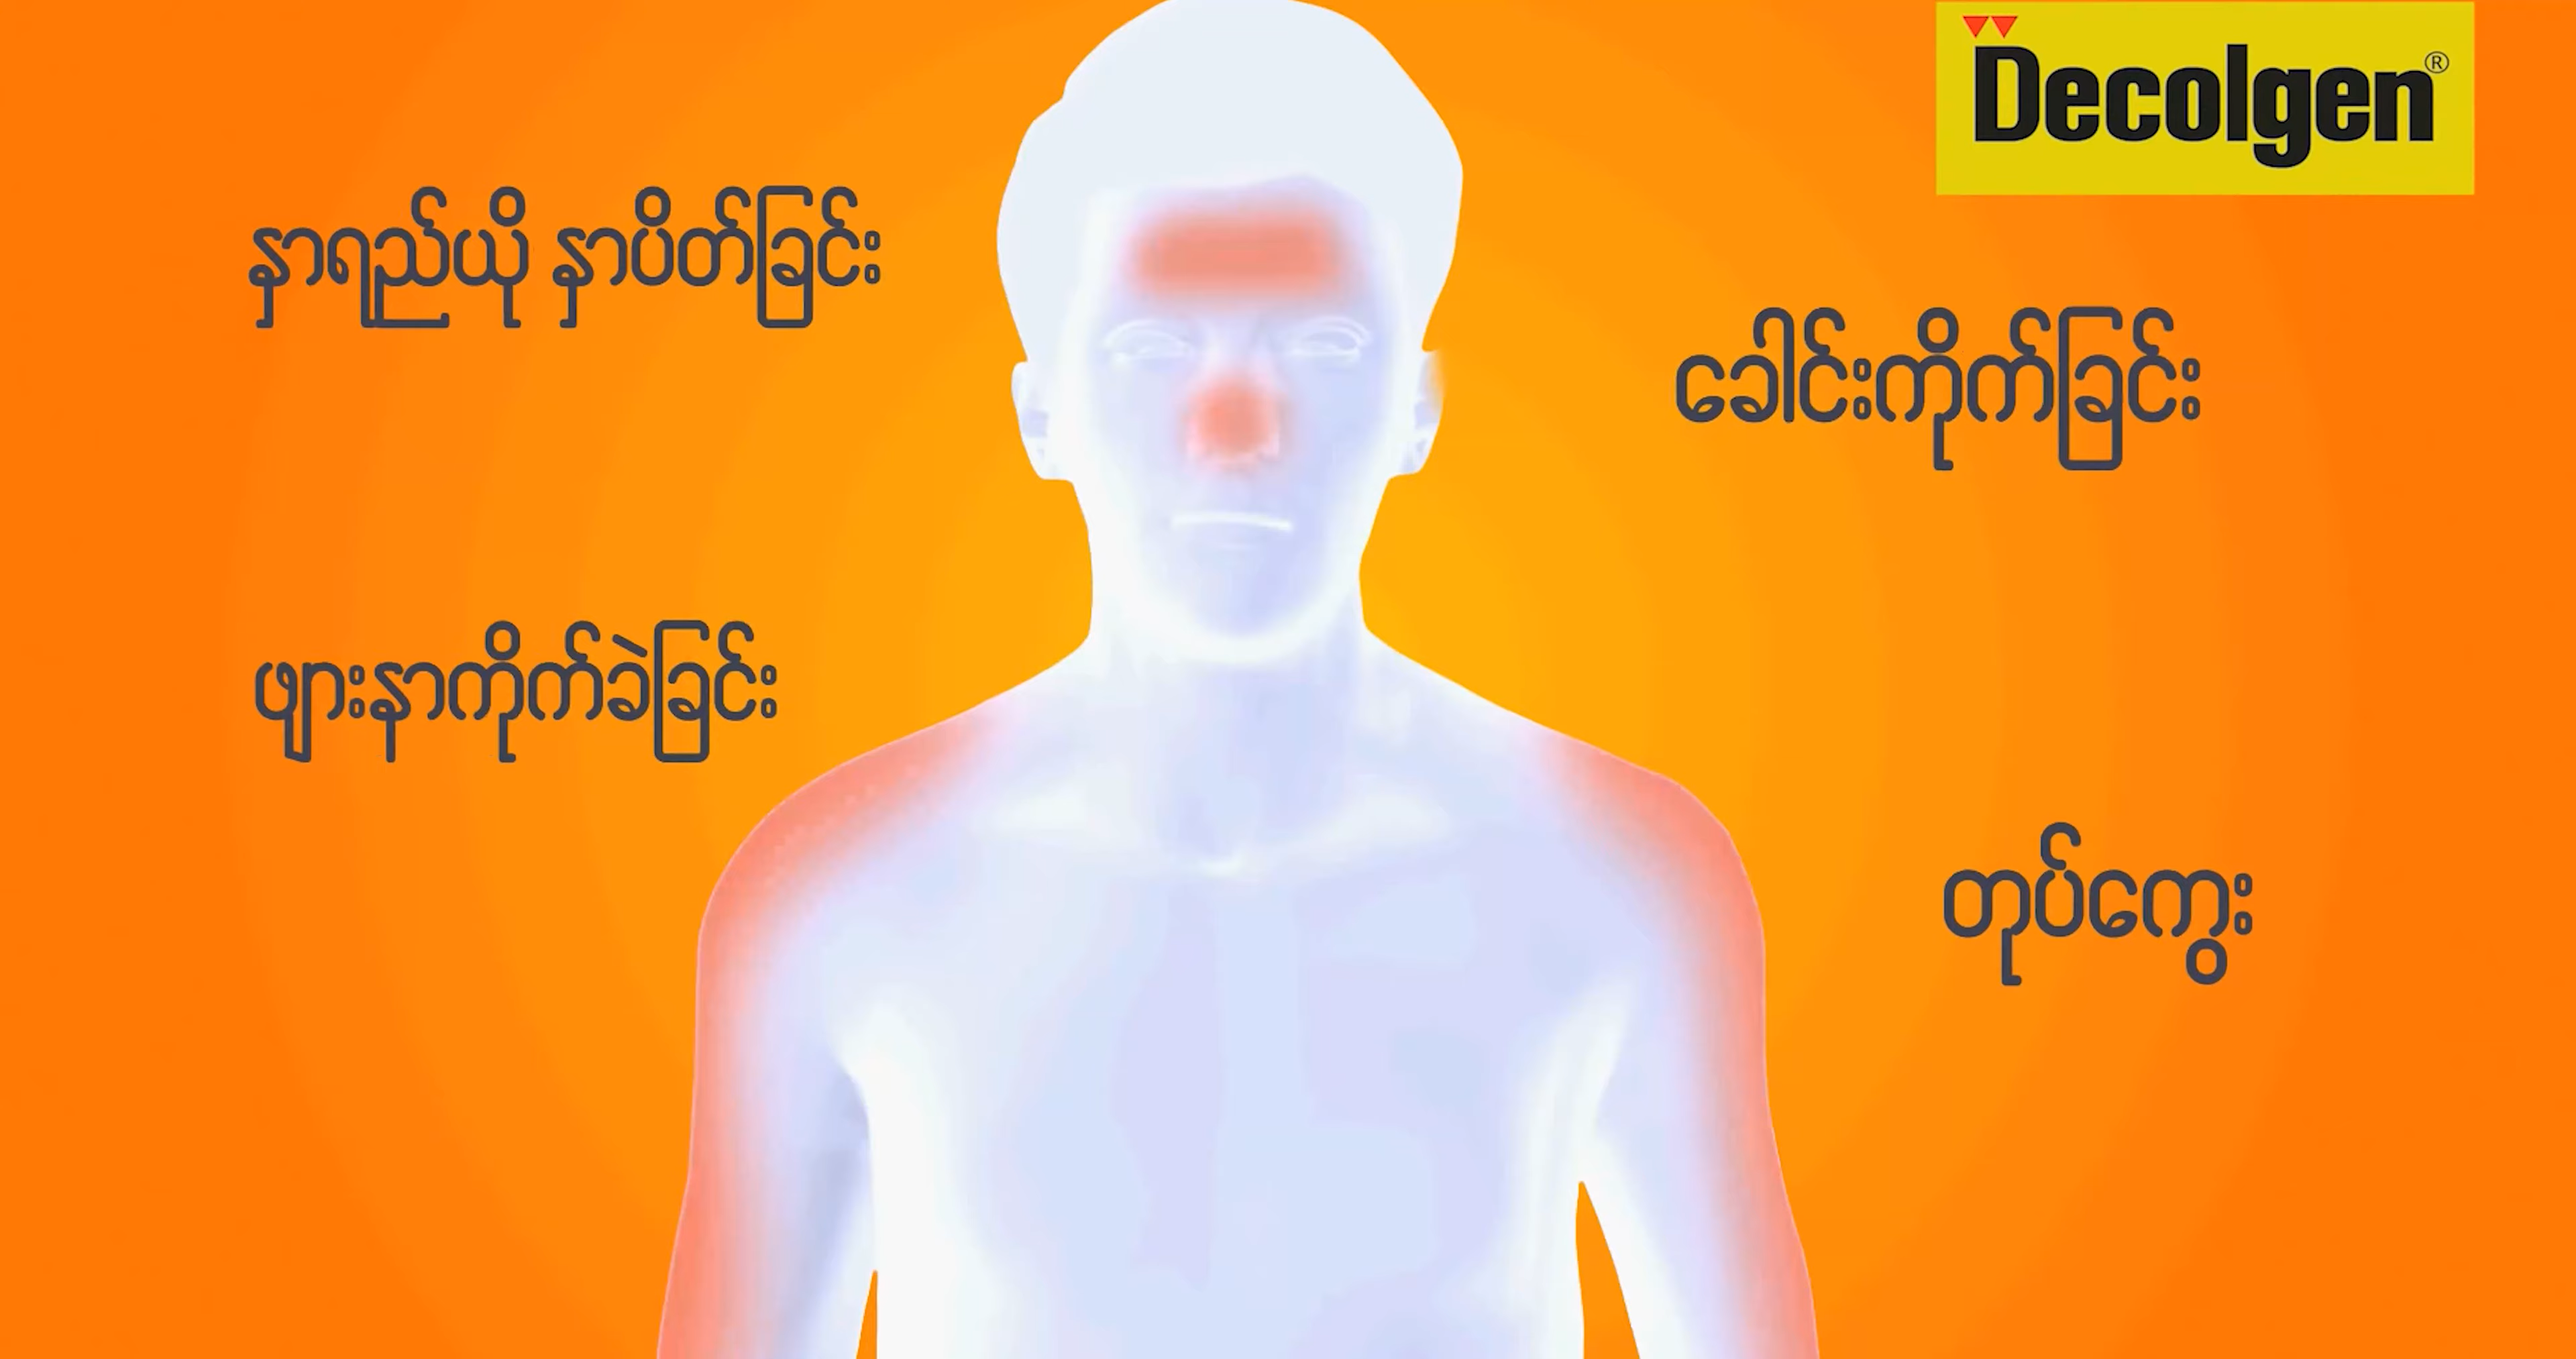 Decolgen®
နှာရည်ယို နှာပိတ်ခြင်း
ခေါင်းကိုက်ခြင်း
ဖျားနာကိုက်ခဲခြင်း
တုပ်ကွေး